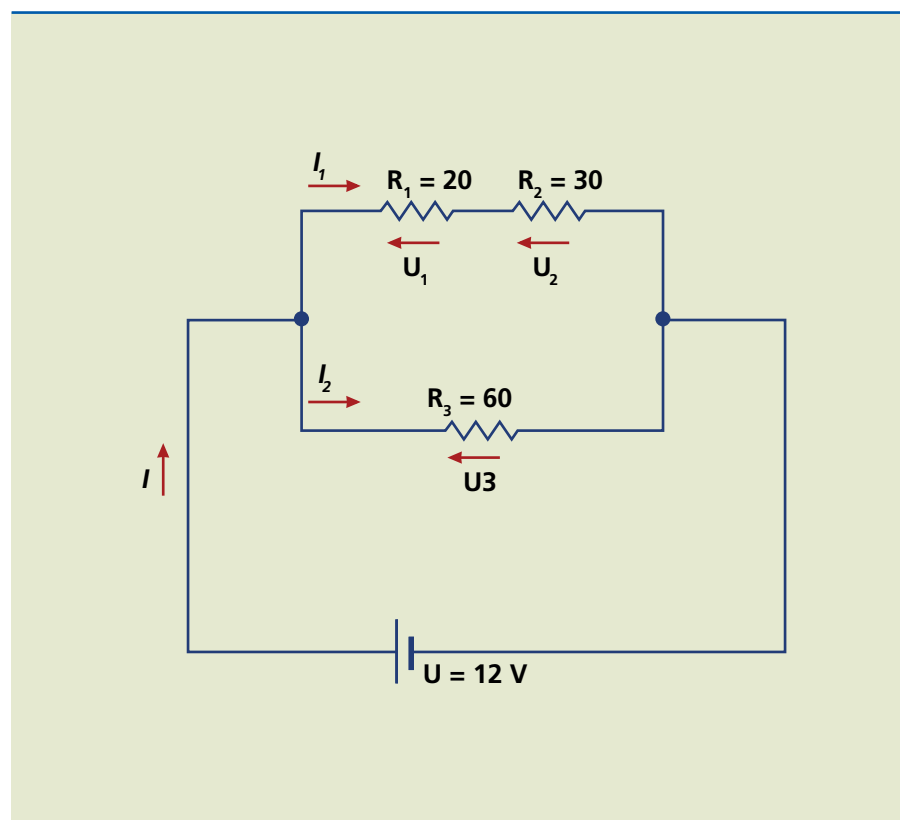 I₁
R₁ = 20 R₂ = 30
U₁ U₂
I₂
R₃ = 60
U3
I
U = 12 V